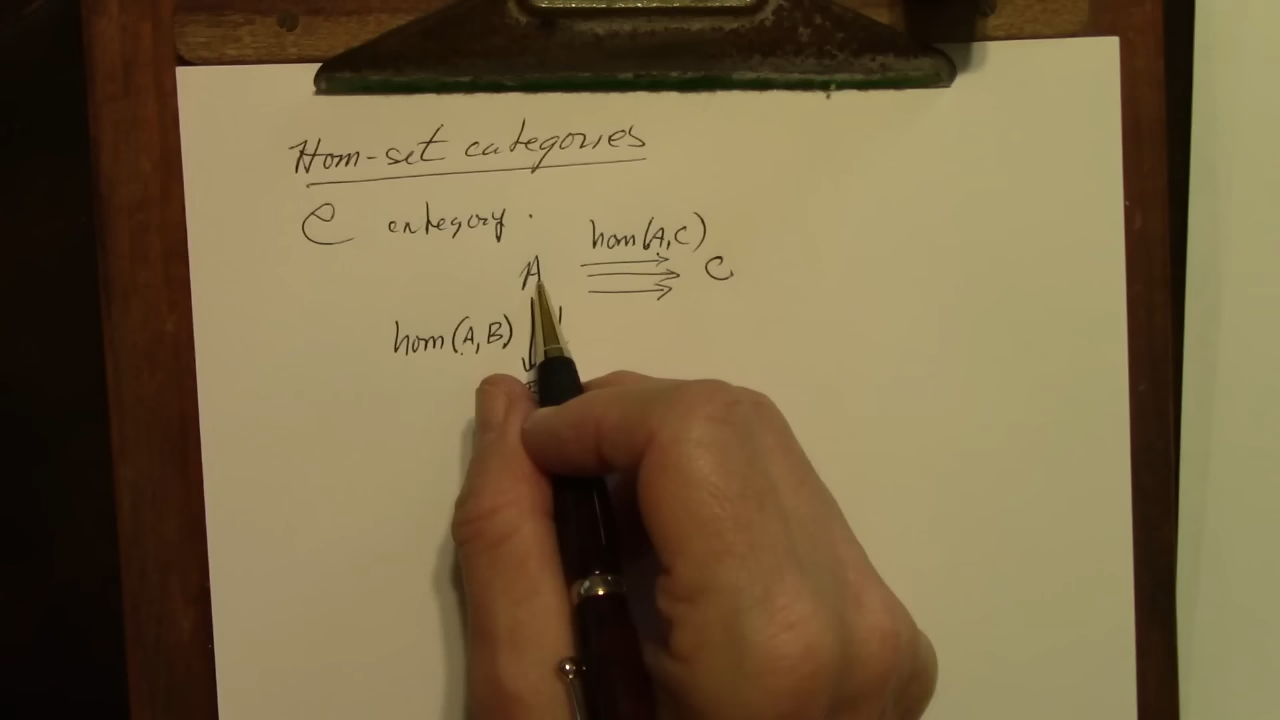 Hom-set categories
C category.
hom(A,C)
A C
hom(A,B)